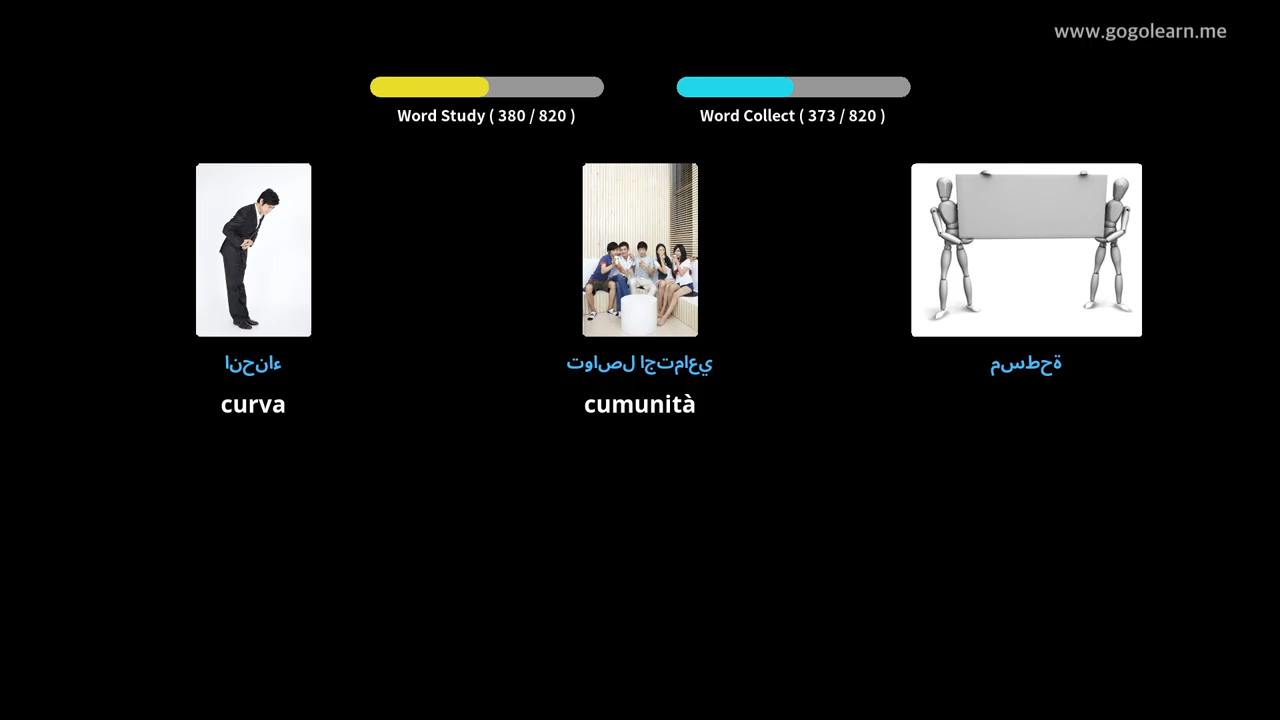 www.gogolearn.me
Word Study ( 380 / 820 )
Word Collect ( 373 / 820 )
انحناء
تواصل اجتماعي
مسطحة
curva
cumunità